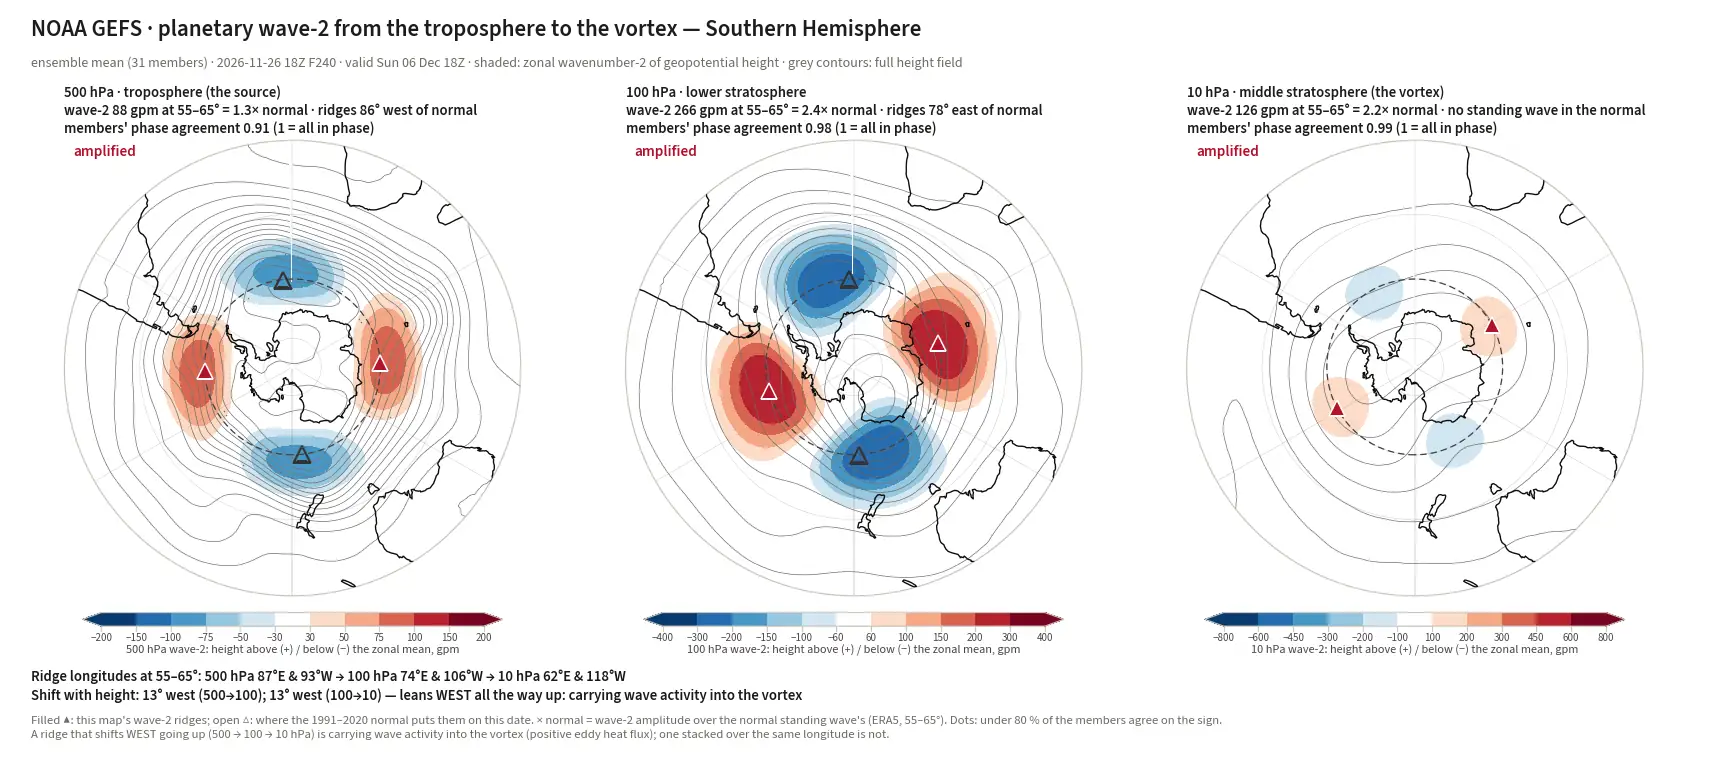 NOAA GEFS · planetary wave-2 from the troposphere to the vortex — Southern Hemisphere
ensemble mean (31 members) · 2026-11-26 18Z F240 · valid Sun 06 Dec 18Z · shaded: zonal wavenumber-2 of geopotential height · grey contours: full height field
500 hPa · troposphere (the source)
wave-2 88 gpm at 55–65° = 1.3× normal · ridges 86° west of normal
members' phase agreement 0.91 (1 = all in phase)
amplified
100 hPa · lower stratosphere
wave-2 266 gpm at 55–65° = 2.4× normal · ridges 78° east of normal
members' phase agreement 0.98 (1 = all in phase)
amplified
10 hPa · middle stratosphere (the vortex)
wave-2 126 gpm at 55–65° = 2.2× normal · no standing wave in the normal
members' phase agreement 0.99 (1 = all in phase)
amplified
−200 −150 −100 −75 −50 −30 30 50 75 100 150 200
500 hPa wave-2: height above (+) / below (−) the zonal mean, gpm
−400 −300 −200 −150 −100 −60 60 100 150 200 300 400
100 hPa wave-2: height above (+) / below (−) the zonal mean, gpm
−800 −600 −450 −300 −200 −100 100 200 300 450 600 800
10 hPa wave-2: height above (+) / below (−) the zonal mean, gpm
Ridge longitudes at 55–65°: 500 hPa 87°E & 93°W → 100 hPa 74°E & 106°W → 10 hPa 62°E & 118°W
Shift with height: 13° west (500→100); 13° west (100→10) — leans WEST all the way up: carrying wave activity into the vortex
Filled ▲: this map's wave-2 ridges; open △: where the 1991–2020 normal puts them on this date. × normal = wave-2 amplitude over the normal standing wave's (ERA5, 55–65°). Dots: under 80 % of the members agree on the sign.
A ridge that shifts WEST going up (500 → 100 → 10 hPa) is carrying wave activity into the vortex (positive eddy heat flux); one stacked over the same longitude is not.